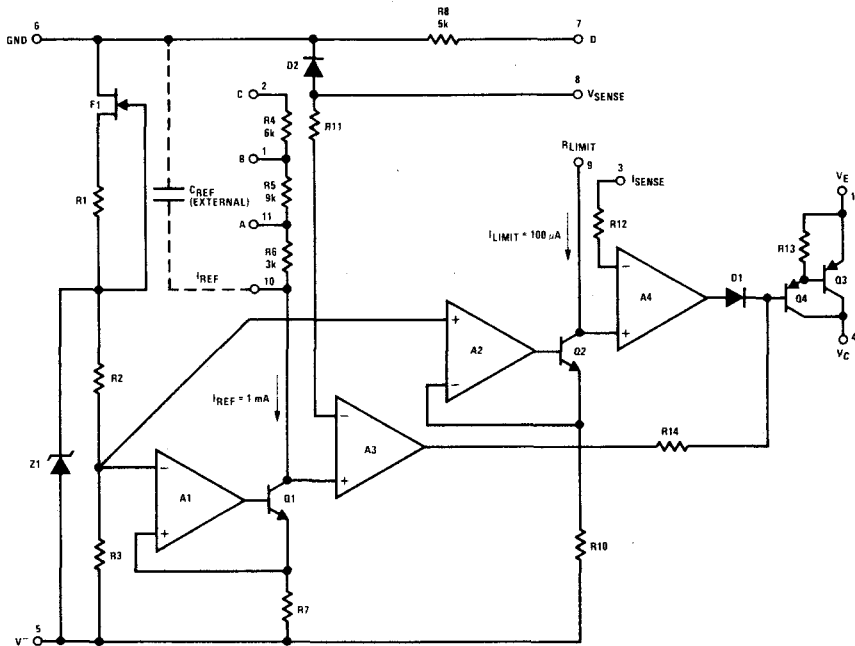 6
GND
R8
5k
7
D
D2
F1
C
2
8
VSENSE
R4
6k
R11
B
1
RLIMIT
9
3
ISENSE
VE
1
CREF
(EXTERNAL)
R5
9k
R1
A
11
ILIMIT = 100 μA
R12
R6
3k
R13
IREF
10
D1
Q4
Q3
A4
4
VC
A2
Q2
R2
IREF = 1 mA
R14
Z1
A3
A1
Q1
R3
R10
R7
5
V−
−
+
−
+
+
−
−
+